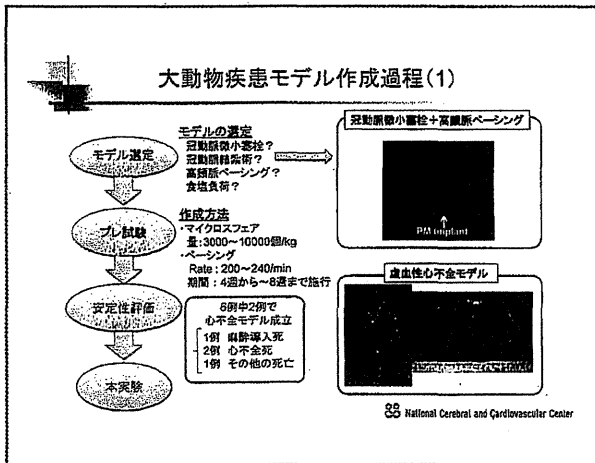 大動物疾患モデル作成過程(1)
モデル選定
プレ試験
安定性評価
本実験
モデルの選定
冠動脈微小塞栓?
冠動脈結紮術?
高頻脈ペーシング?
食塩負荷?
作成方法
・マイクロスフェア
量:3000~10000個/kg
・ペーシング
Rate:200~240/min
期間:4週から~8週まで施行
6例中2例で
心不全モデル成立
1例 麻酔導入死
2例 心不全死
1例 その他の死亡
冠動脈微小塞栓+高頻脈ペーシング
PM implant
虚血性心不全モデル
National Cerebral and Cardiovascular Center